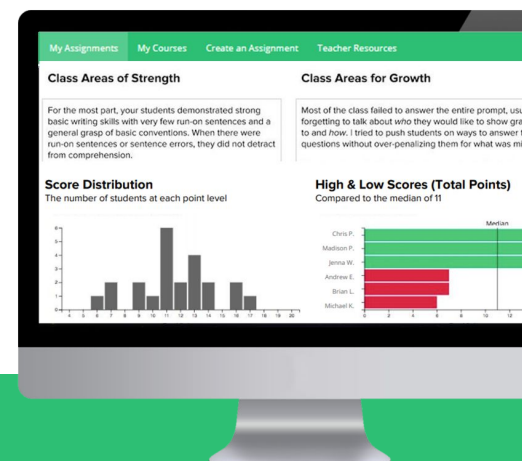 My Assignments My Courses Create an Assignment Teacher Resources
Class Areas of Strength
For the most part, your students demonstrated strong
basic writing skills with very few run-on sentences and a
general grasp of basic conventions. When there were
run-on sentences or sentence errors, they did not detract
from comprehension.
Class Areas for Growth
Most of the class failed to answer the entire prompt,
forgetting to talk about who they would like to show
to and how. I tried to push students on ways to answer
questions without over-penalizing them for what was
Score Distribution
The number of students at each point level
6
5
4
3
2
1
0
4 5 6 7 8 9 10 11 12 13 14 15 16 17 18 19 20
High & Low Scores (Total Points)
Compared to the median of 11
Median
Chris P.
Madison P.
Jenna W.
Andrew E.
Brian L.
Michael K.
0 2 4 6 8 10 12